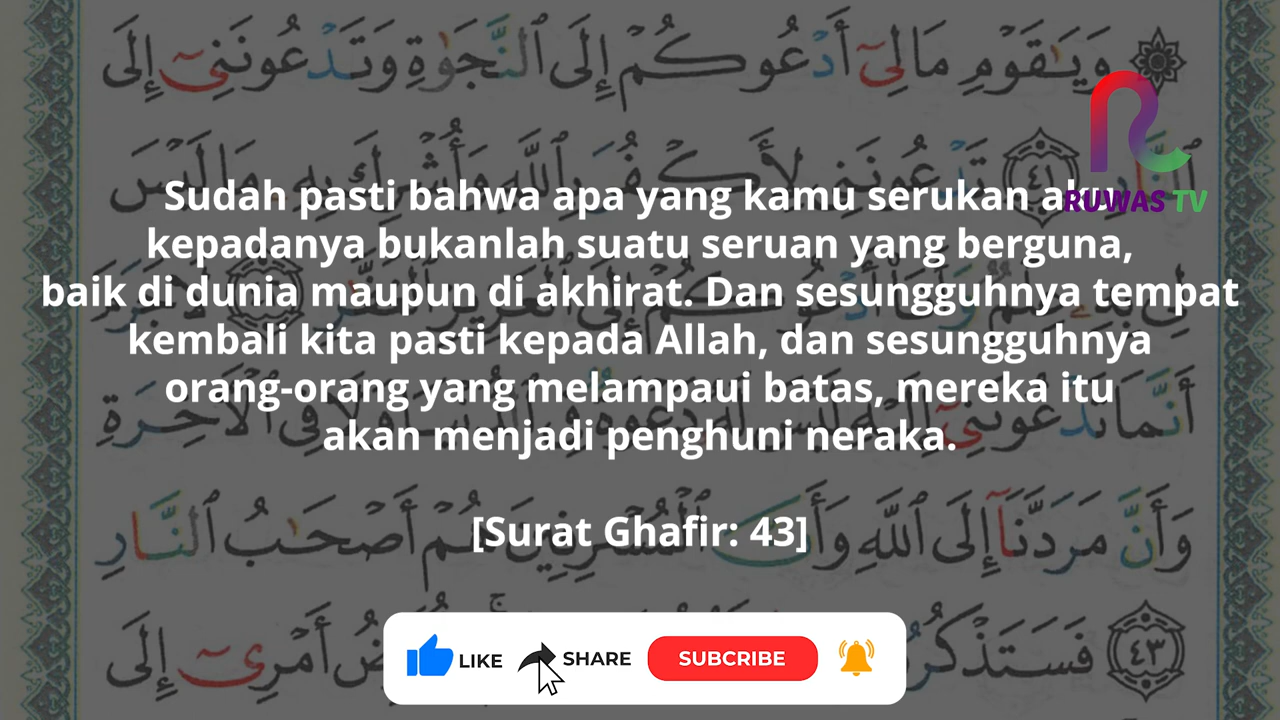 وَيَـٰقَوْمِ مَا لِىٓ أَدْعُوكُمْ إِلَى ٱلنَّجَوٰةِ وَتَدْعُونَنِىٓ إِلَى
RUWAS TV
Sudah pasti bahwa apa yang kamu serukan aku
kepadanya bukanlah suatu seruan yang berguna,
baik di dunia maupun di akhirat. Dan sesungguhnya tempat
kembali kita pasti kepada Allah, dan sesungguhnya
orang-orang yang melampaui batas, mereka itu
akan menjadi penghuni neraka.
[Surat Ghafir: 43]
وَأَنَّ مَرَدَّنَآ إِلَى ٱللَّهِ وَأَنَّ ٱلْمُسْرِفِينَ هُمْ أَصْحَـٰبُ ٱلنَّارِ
٤٣ فَسَتَذْكُرُ أَمْرِىٓ إِلَى
LIKE SHARE SUBCRIBE